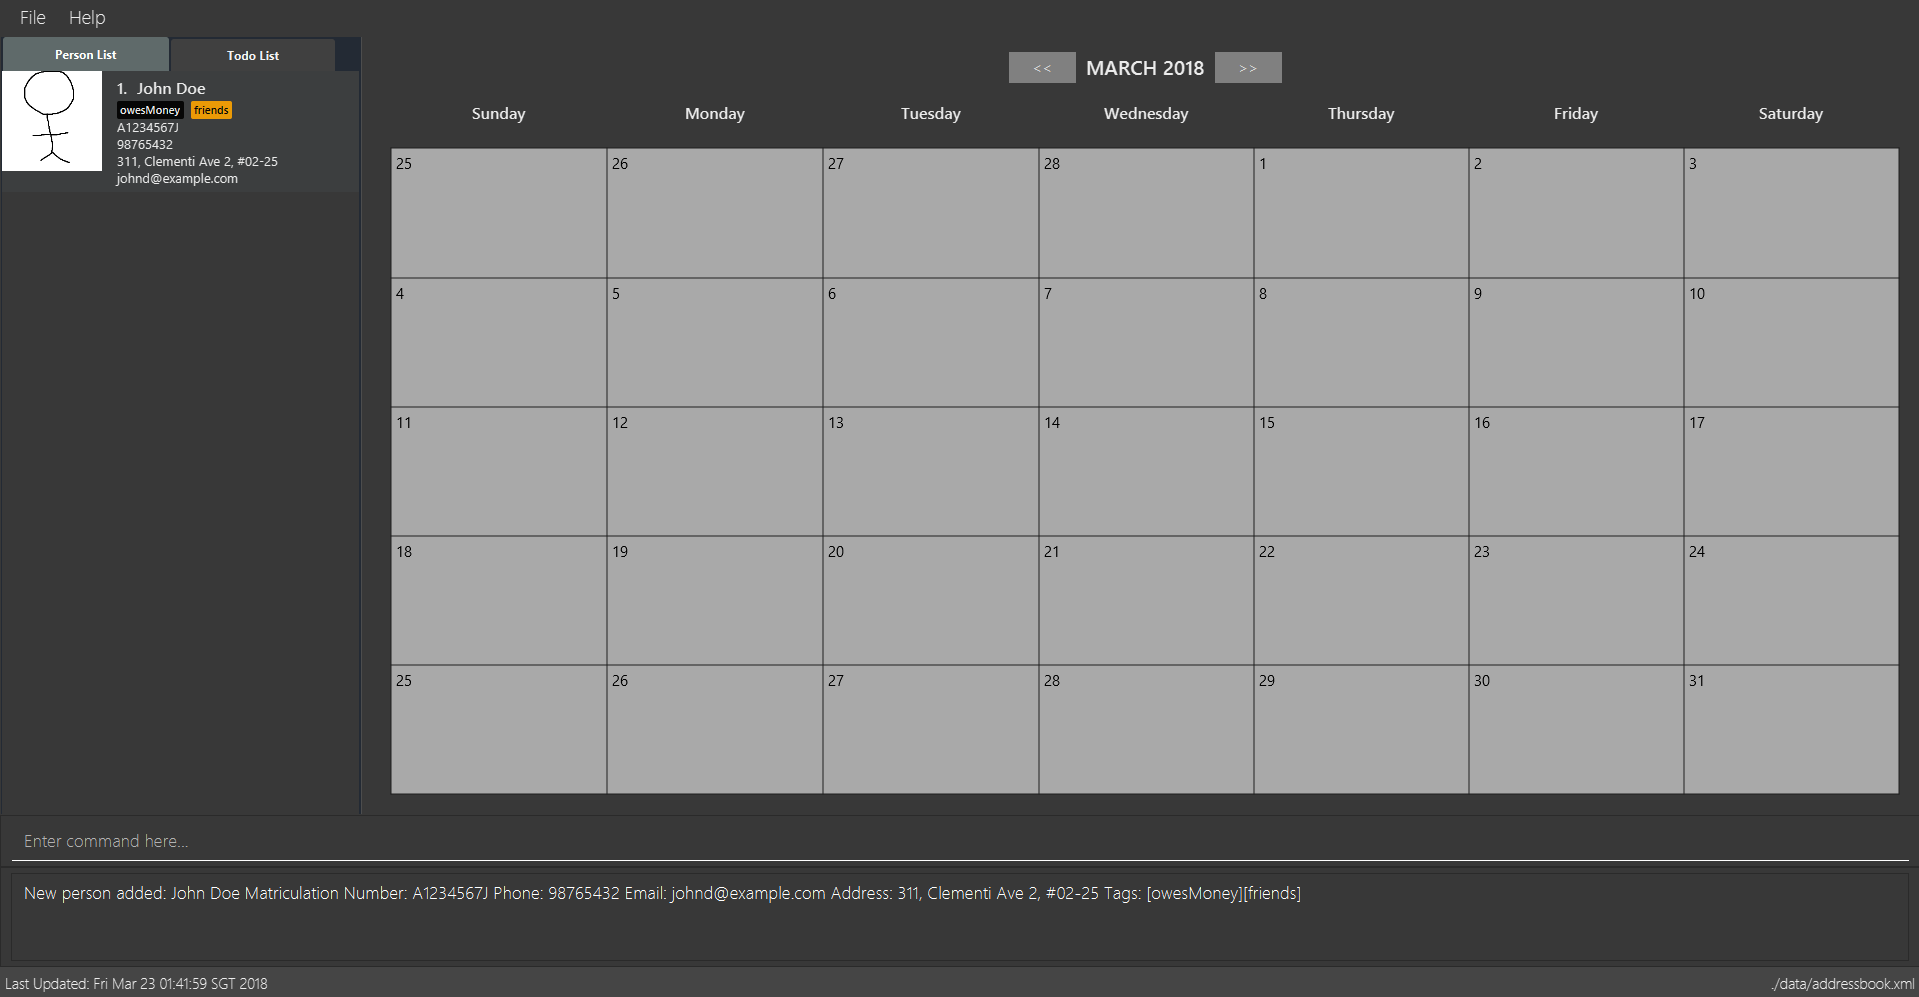 File Help
Person List Todo List
1. John Doe
owesMoney friends
A1234567J
98765432
311, Clementi Ave 2, #02-25
johnd@example.com
<< MARCH 2018 >>
Sunday Monday Tuesday Wednesday Thursday Friday Saturday
25 26 27 28 1 2 3
4 5 6 7 8 9 10
11 12 13 14 15 16 17
18 19 20 21 22 23 24
25 26 27 28 29 30 31
Enter command here...
New person added: John Doe Matriculation Number: A1234567J Phone: 98765432 Email: johnd@example.com Address: 311, Clementi Ave 2, #02-25 Tags: [owesMoney][friends]
Last Updated: Fri Mar 23 01:41:59 SGT 2018 ./data/addressbook.xml